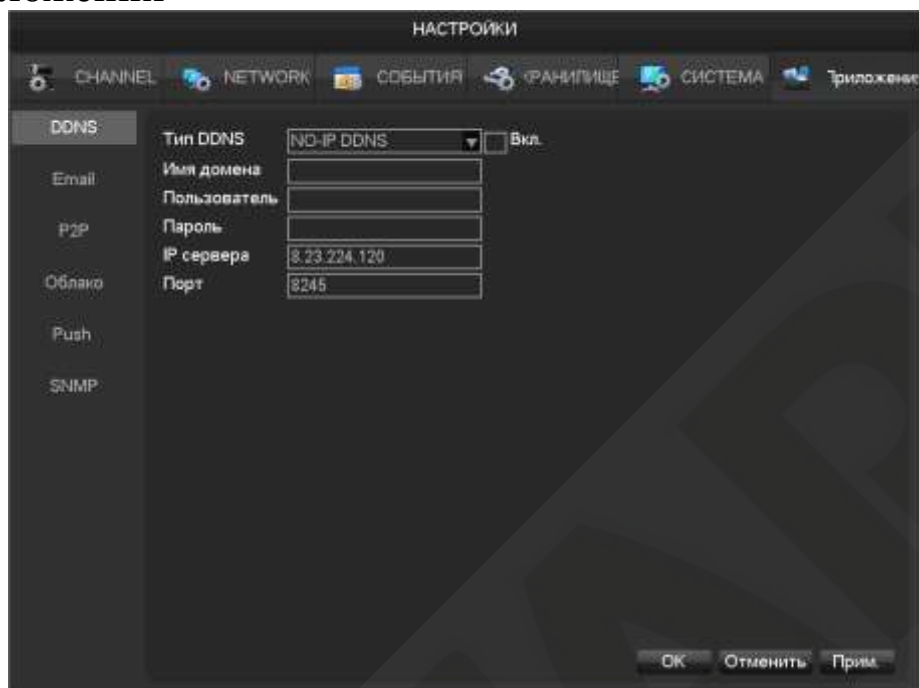 НАСТРОЙКИ
CHANNEL NETWORK СОБЫТИЯ ХРАНИЛИЩЕ СИСТЕМА Приложение
DDNS
Email
P2P
Облако
Push
SNMP
Тип DDNS NO-IP DDNS Вкл.
Имя домена
Пользователь
Пароль
IP сервера 8.23.224.120
Порт 8245
OK Отменить Прим.